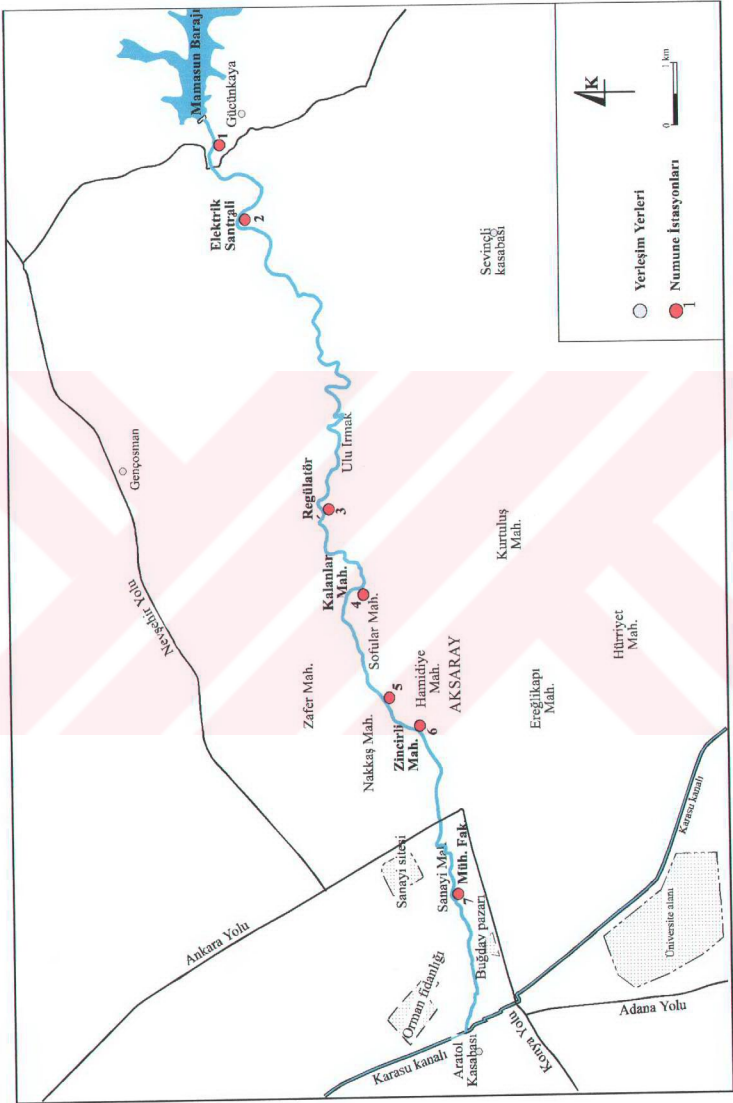 Mamasun Barajı
Gücünkaya
1
Elektrik
Santrali
2
Sevinçli
kasabası
Gençosman
Nevşehir Yolu
Ulu Irmak
Regülatör
3
Kalanlar
Mah.
4
Sofular Mah.
Zafer Mah.
Kurtuluş
Mah.
5
Hamidiye
Mah.
AKSARAY
Nakkaş Mah.
Zincirli
Mah.
6
Ereğlikapı
Mah.
Hürriyet
Mah.
Ankara Yolu
Sanayi sitesi
Sanayi Mah.
Müh. Fak.
7
Buğday pazarı
Orman fidanlığı
Karasu kanalı
Aratol
Kasabası
Konya Yolu
Adana Yolu
Üniversite alanı
Karasu kanalı
K
0 1 km
Yerleşim Yerleri
1 Numune İstasyonları